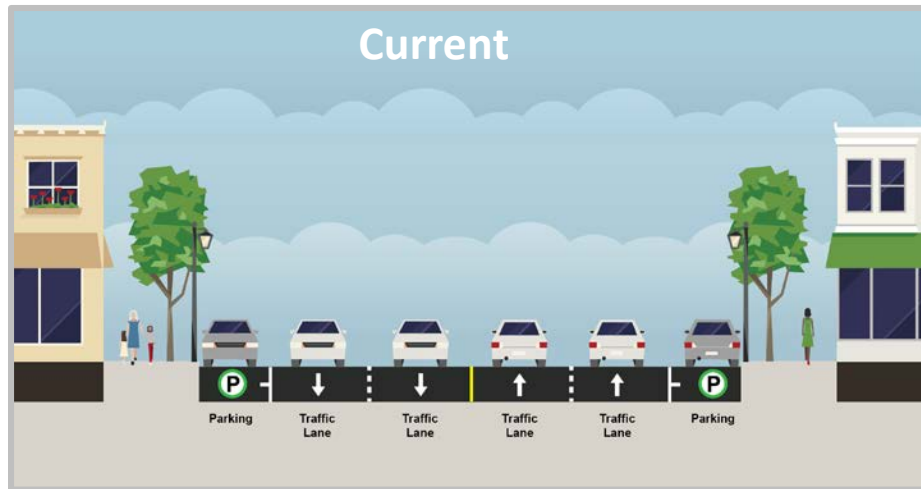 Current
P
P
Parking
Traffic
Lane
Traffic
Lane
Traffic
Lane
Traffic
Lane
Parking